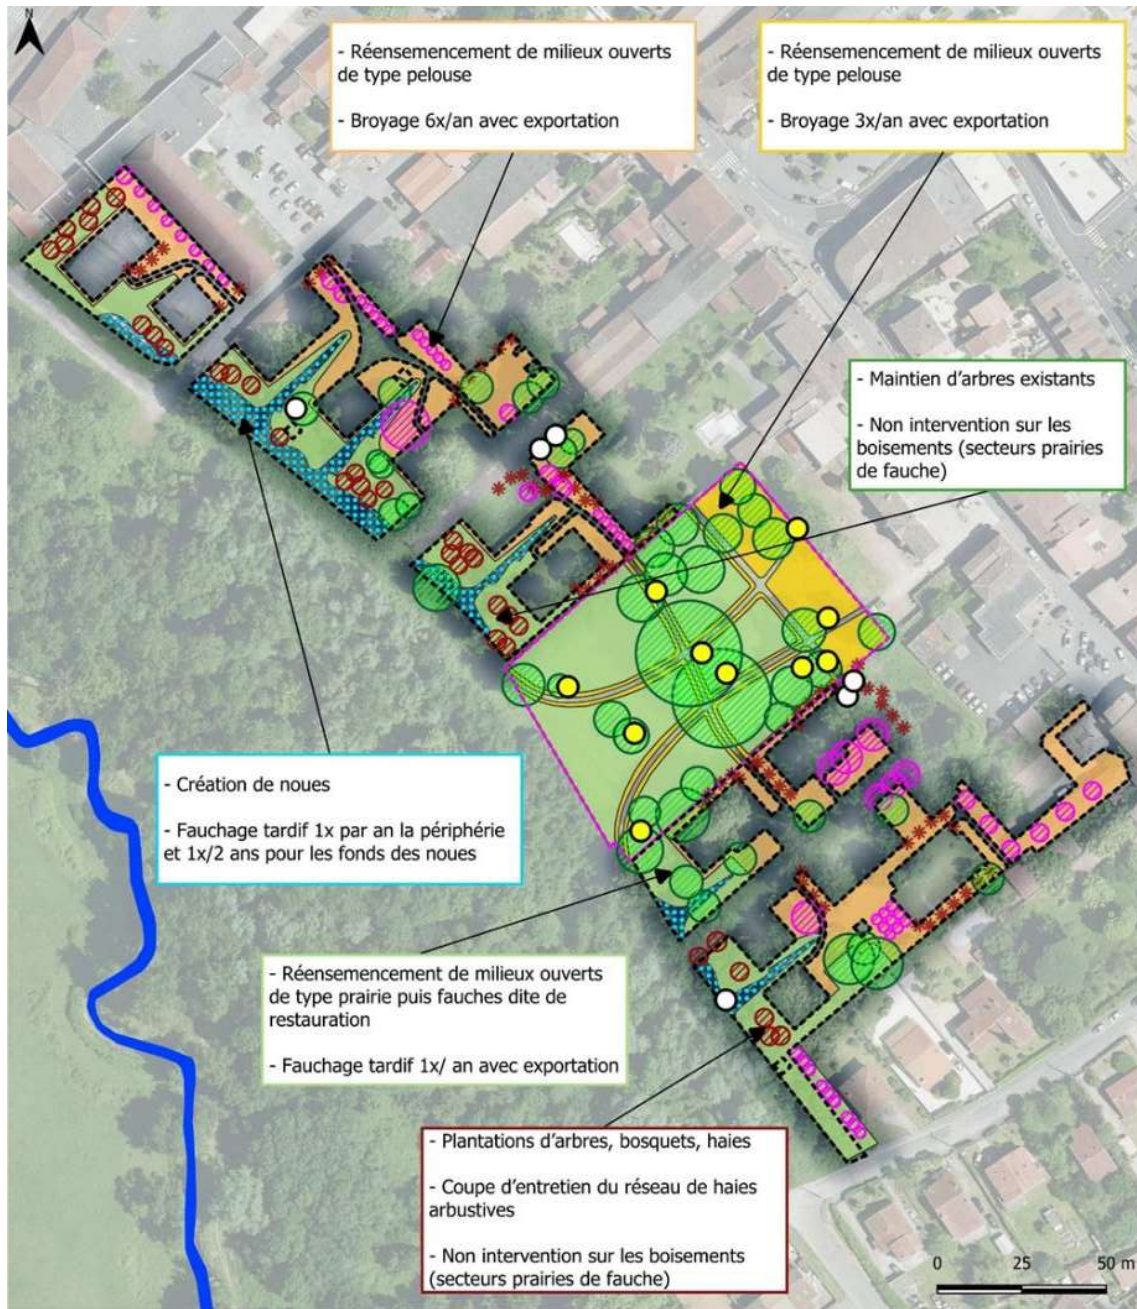 N
- Réensemencement de milieux ouverts
de type pelouse
- Broyage 6x/an avec exportation
- Réensemencement de milieux ouverts
de type pelouse
- Broyage 3x/an avec exportation
- Maintien d'arbres existants
- Non intervention sur les
boisements (secteurs prairies
de fauche)
- Création de noues
- Fauchage tardif 1x par an la périphérie
et 1x/2 ans pour les fonds des noues
- Réensemencement de milieux ouverts
de type prairie puis fauches dite de
restauration
- Fauchage tardif 1x/ an avec exportation
- Plantations d'arbres, bosquets, haies
- Coupe d'entretien du réseau de haies
arbustives
- Non intervention sur les boisements
(secteurs prairies de fauche)
0 25 50 m